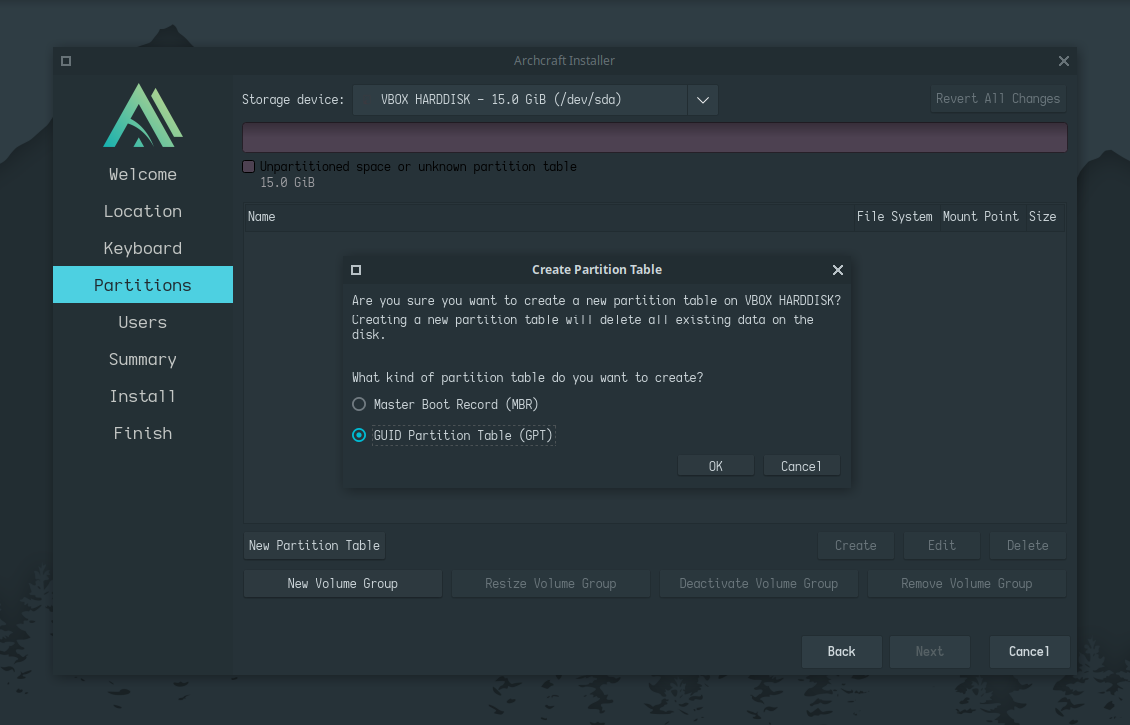 Archcraft Installer
Storage device:
VBOX HARDDISK – 15.0 GiB (/dev/sda)
Revert All Changes
Unpartitioned space or unknown partition table
15.0 GiB
Welcome
Location
Keyboard
Partitions
Users
Summary
Install
Finish
Name
File System
Mount Point
Size
Create Partition Table
Are you sure you want to create a new partition table on VBOX HARDDISK?
Creating a new partition table will delete all existing data on the
disk.
What kind of partition table do you want to create?
Master Boot Record (MBR)
GUID Partition Table (GPT)
OK
Cancel
New Partition Table
Create
Edit
Delete
New Volume Group
Resize Volume Group
Deactivate Volume Group
Remove Volume Group
Back
Next
Cancel